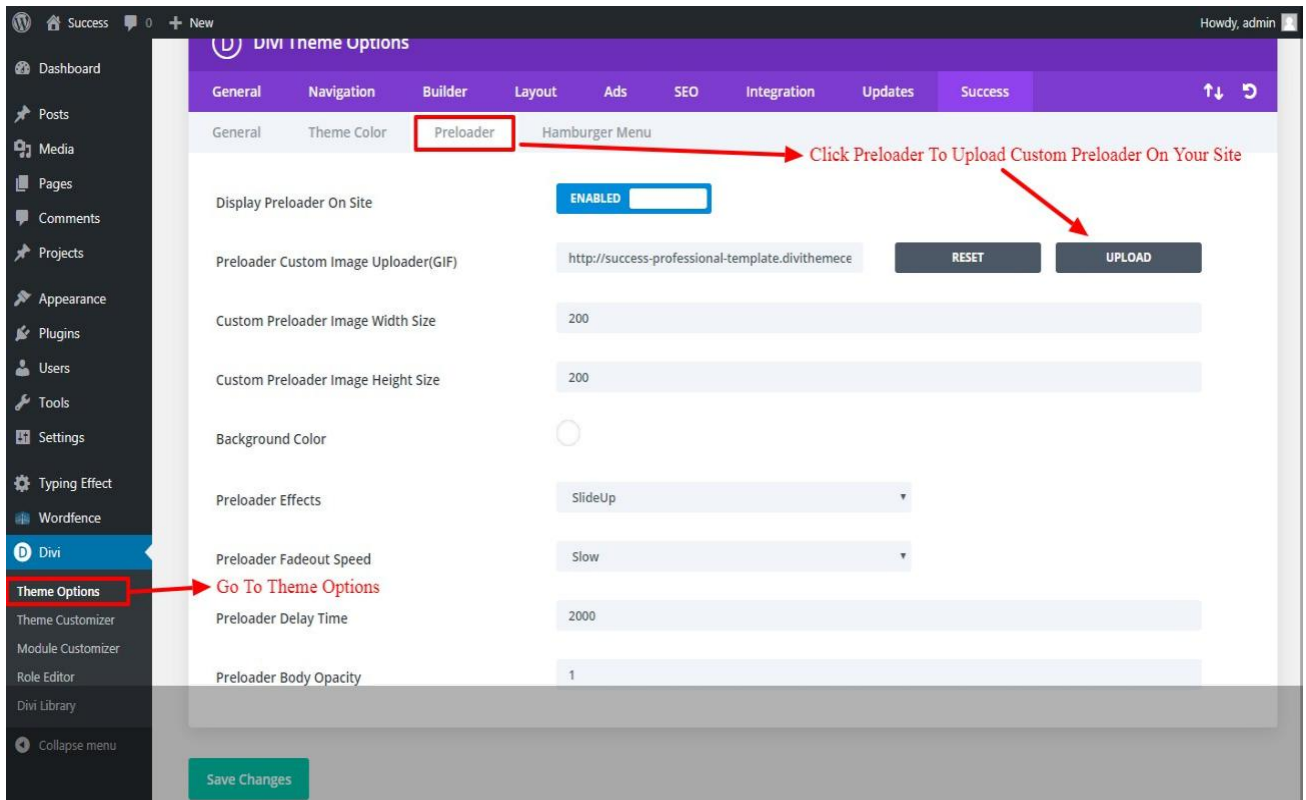 Success 0 + New Howdy, admin
Divi Theme Options
Dashboard
Posts
Media
Pages
Comments
Projects
Appearance
Plugins
Users
Tools
Settings
Typing Effect
Wordfence
D Divi
Theme Options
Theme Customizer
Module Customizer
Role Editor
Divi Library
Collapse menu
General Navigation Builder Layout Ads SEO Integration Updates Success
General Theme Color Preloader Hamburger Menu
Click Preloader To Upload Custom Preloader On Your Site
Display Preloader On Site ENABLED
Preloader Custom Image Uploader(GIF) http://success-professional-template.divithemece RESET UPLOAD
Custom Preloader Image Width Size 200
Custom Preloader Image Height Size 200
Background Color
Preloader Effects SlideUp
Preloader Fadeout Speed Slow
Go To Theme Options
Preloader Delay Time 2000
Preloader Body Opacity 1
Save Changes